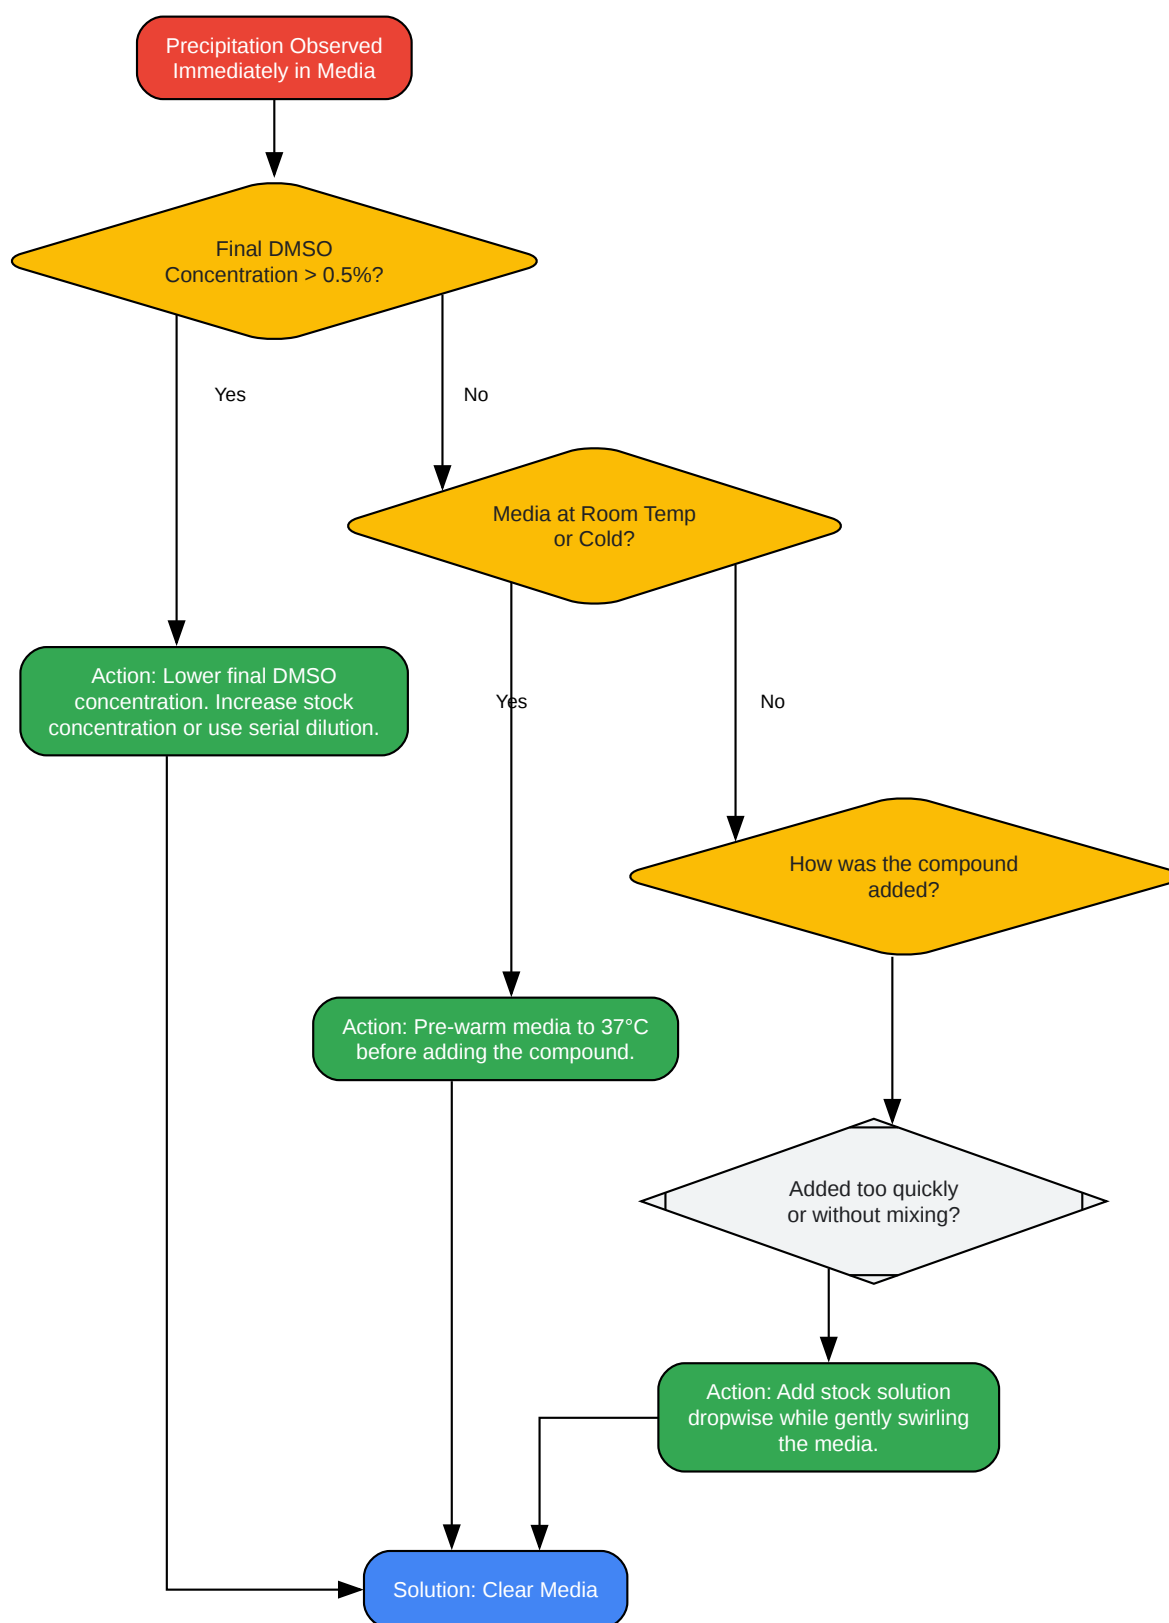 Precipitation Observed
Immediately in Media
Final DMSO
Concentration > 0.5%?
Yes
No
Media at Room Temp
or Cold?
Action: Lower final DMSO
concentration. Increase stock
concentration or use serial dilution.
Yes
No
How was the compound
added?
Action: Pre-warm media to 37°C
before adding the compound.
Added too quickly
or without mixing?
Action: Add stock solution
dropwise while gently swirling
the media.
Solution: Clear Media